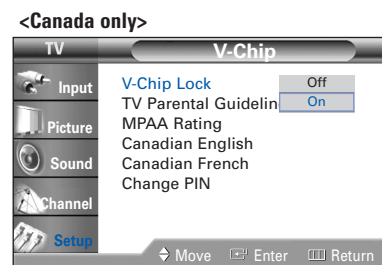 <Canada only>
TV V-Chip
Input
Picture
Sound
Channel
Setup
V-Chip Lock Off
TV Parental Guidelin On
MPAA Rating
Canadian English
Canadian French
Change PIN
Move Enter Return